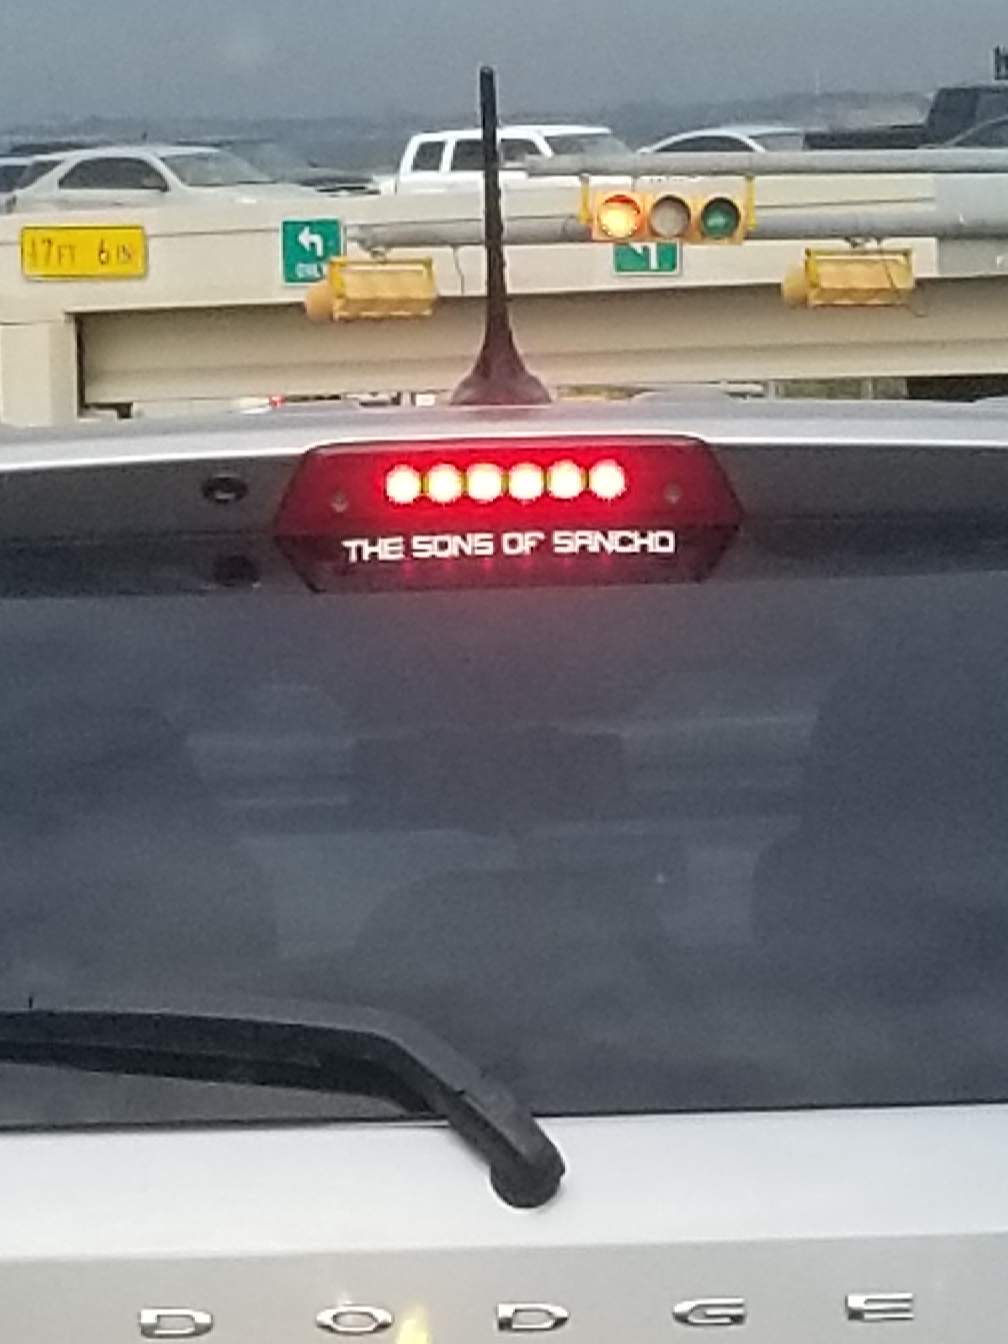 17FT 6IN
ONLY
THE SONS OF SANCHO
DODGE